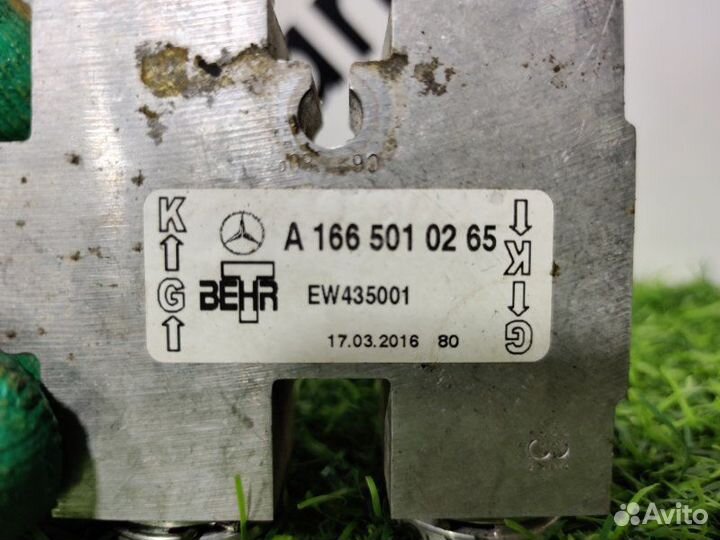 K
A 166 501 02 65
K
G
BEHR
EW435001
G
17.03.2016 80
Avito